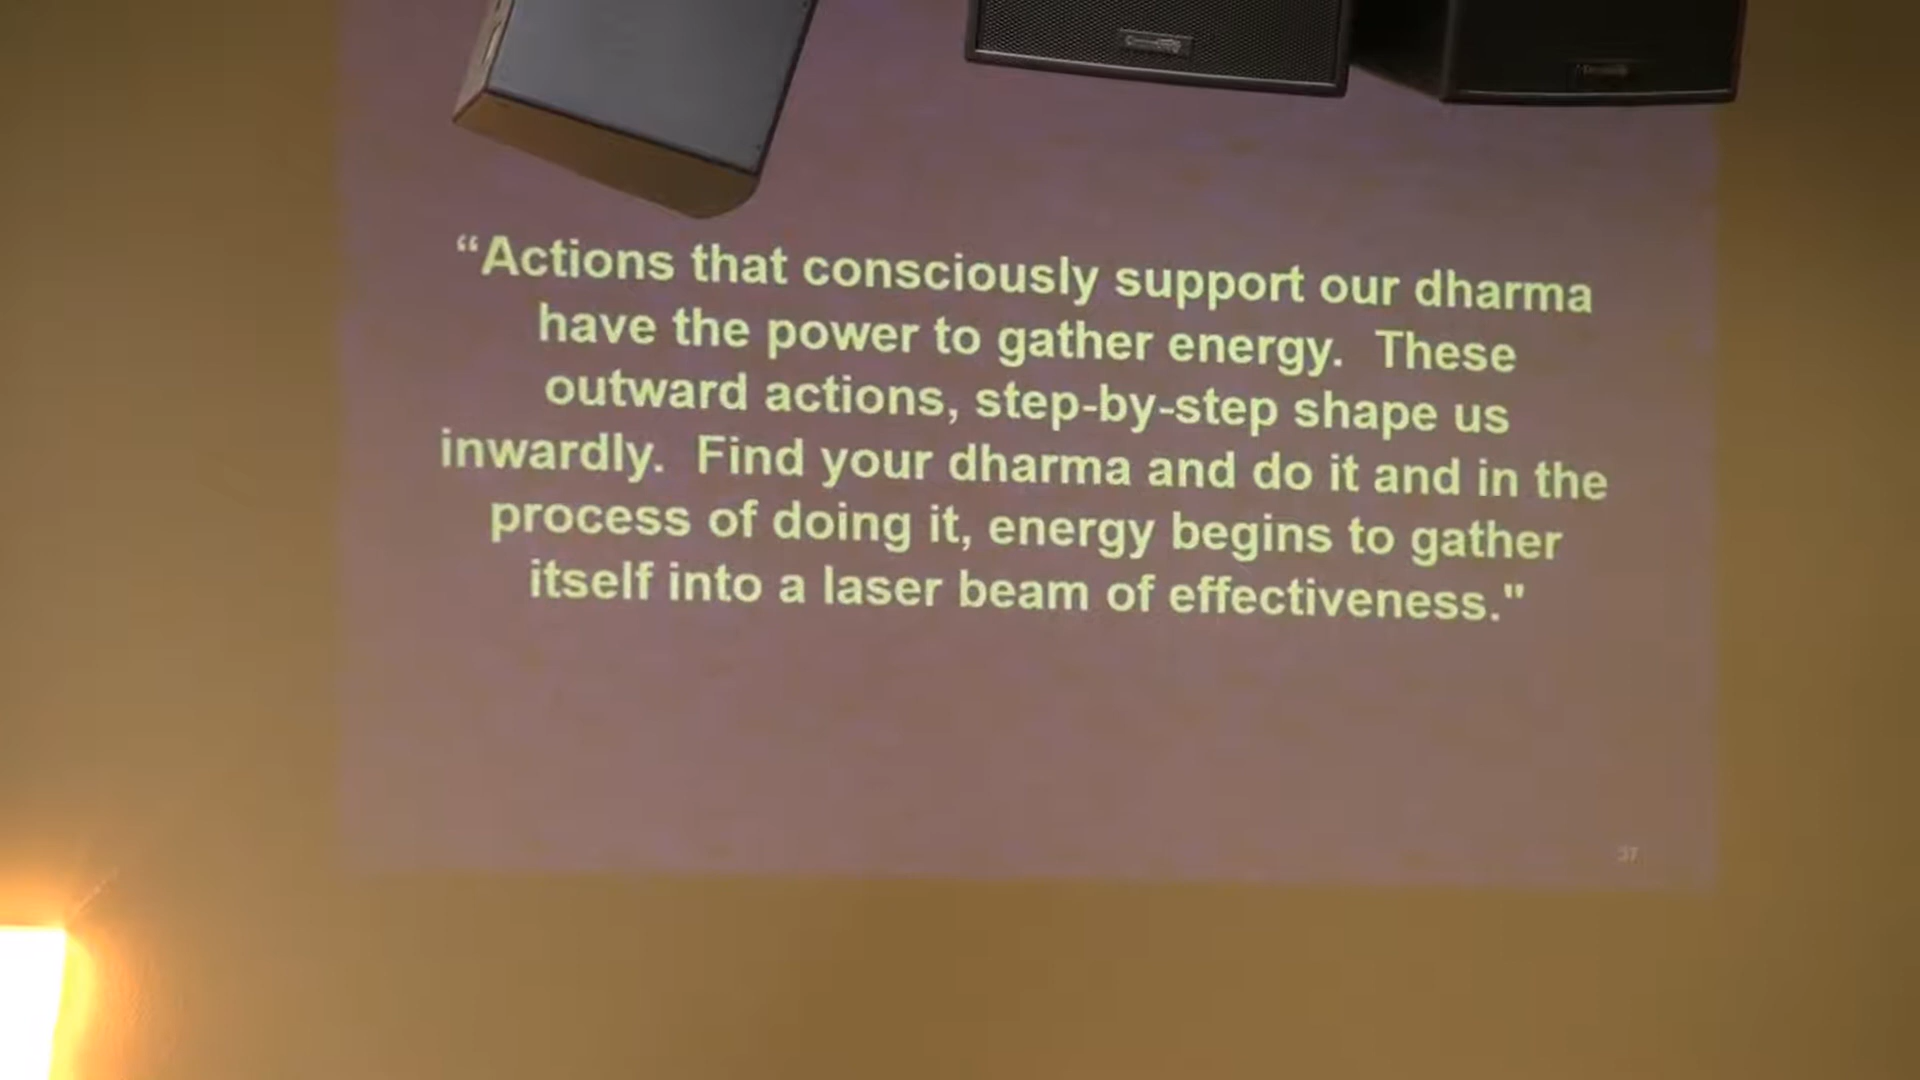 “Actions that consciously support our dharma
have the power to gather energy.  These
outward actions, step-by-step shape us
inwardly.  Find your dharma and do it and in the
process of doing it, energy begins to gather
itself into a laser beam of effectiveness."
37